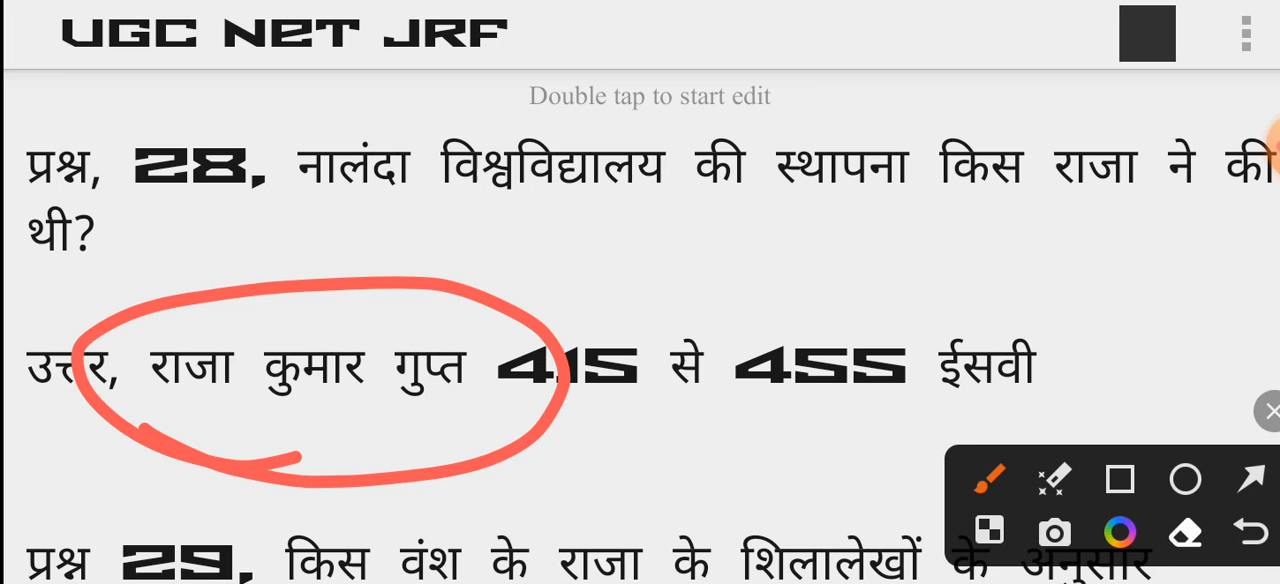 UGC NET JRF
Double tap to start edit
प्रश्न, 28, नालंदा विश्वविद्यालय की स्थापना किस राजा ने की
थी?
उत्तर, राजा कुमार गुप्त 415 से 455 ईसवी
प्रश्न 29, किस वंश के राजा के शिलालेखों के अनुसार